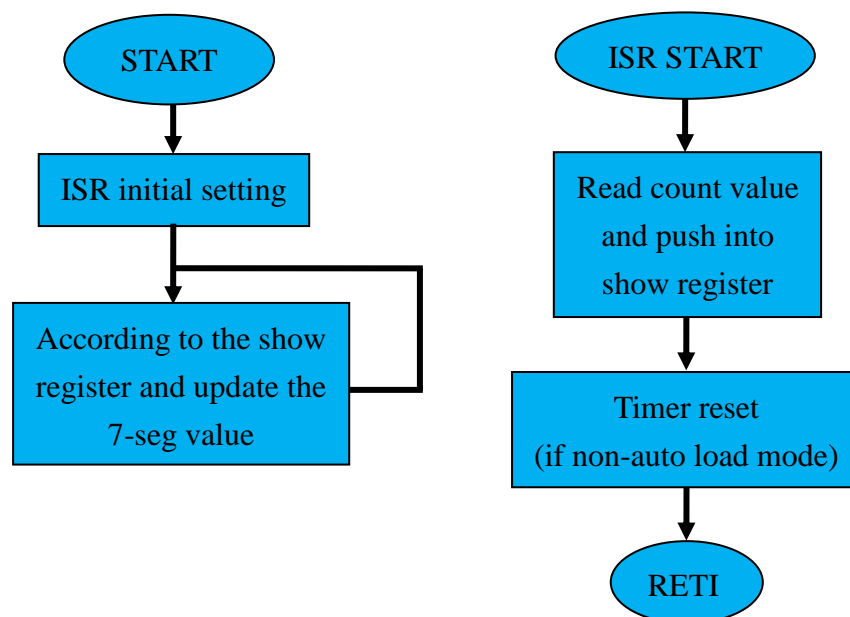 START
ISR initial setting
According to the show
register and update the
7-seg value
ISR START
Read count value
and push into
show register
Timer reset
(if non-auto load mode)
RETI